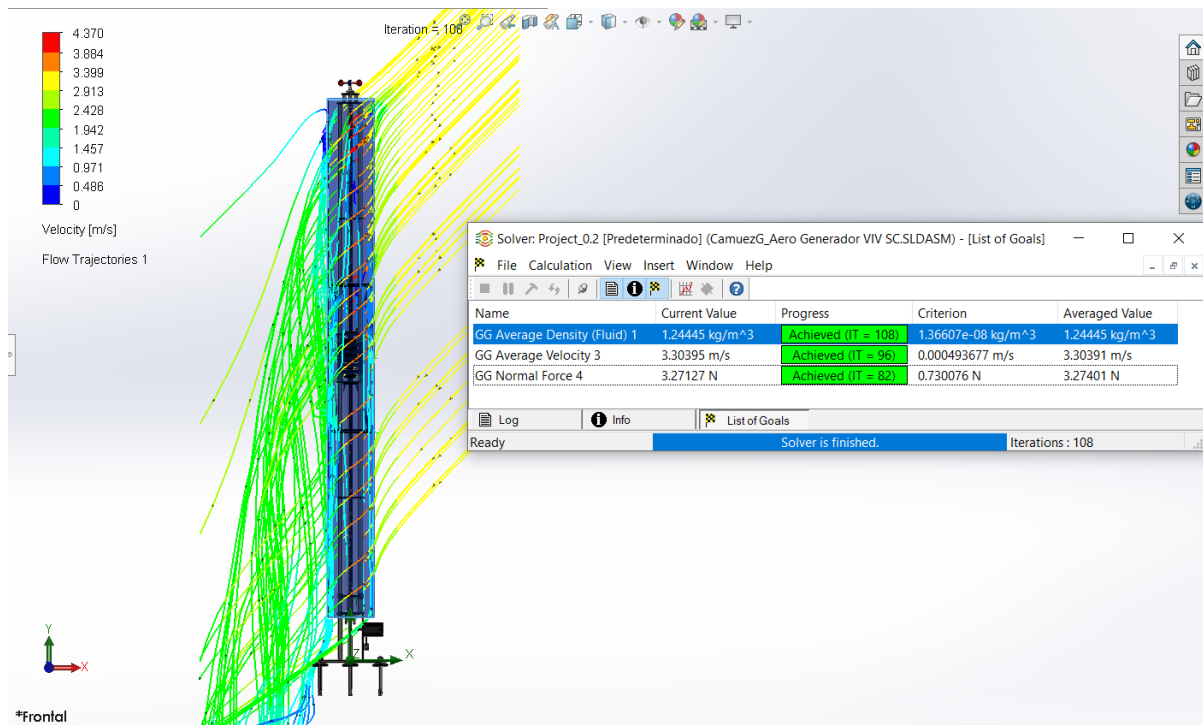 Iteration = 108
4.370
3.884
3.399
2.913
2.428
1.942
1.457
0.971
0.486
0
Velocity [m/s]
Flow Trajectories 1
Solver: Project_0.2 [Predeterminado] (CamuezG_Aero Generador VIV SC.SLDASM) - [List of Goals]
File Calculation View Insert Window Help
Name Current Value Progress Criterion Averaged Value
GG Average Density (Fluid) 1 1.24445 kg/m^3 Achieved (IT = 108) 1.36607e-08 kg/m^3 1.24445 kg/m^3
GG Average Velocity 3 3.30395 m/s Achieved (IT = 96) 0.000493677 m/s 3.30391 m/s
GG Normal Force 4 3.27127 N Achieved (IT = 82) 0.730076 N 3.27401 N
Log Info List of Goals
Ready Solver is finished. Iterations : 108
Z X
Y
X
*Frontal